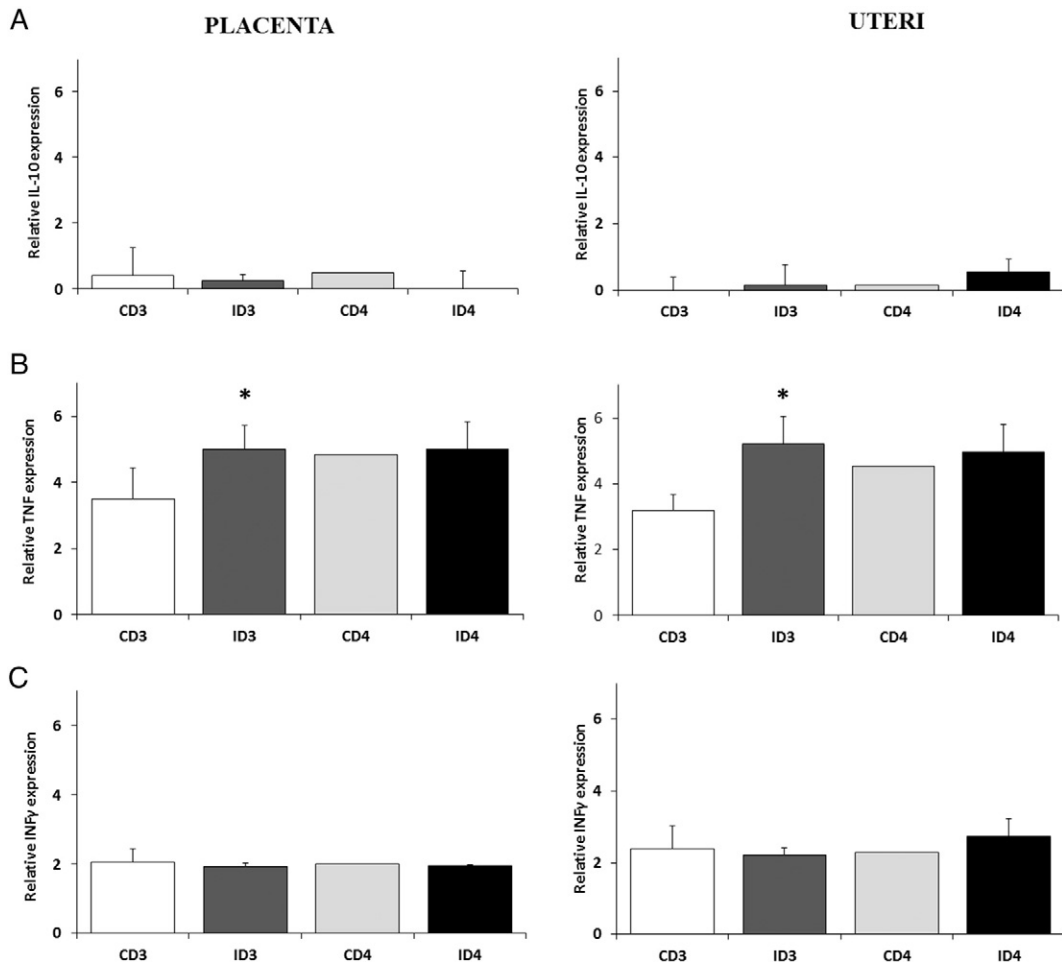 A
PLACENTA
UTERI
Relative IL-10 expression
6
4
2
0
CD3 ID3 CD4 ID4
Relative IL-10 expression
6
4
2
0
CD3 ID3 CD4 ID4
B
Relative TNF expression
6
4
2
0
*
CD3 ID3 CD4 ID4
Relative TNF expression
6
4
2
0
*
CD3 ID3 CD4 ID4
C
Relative INFγ expression
6
4
2
0
CD3 ID3 CD4 ID4
Relative INFγ expression
6
4
2
0
CD3 ID3 CD4 ID4